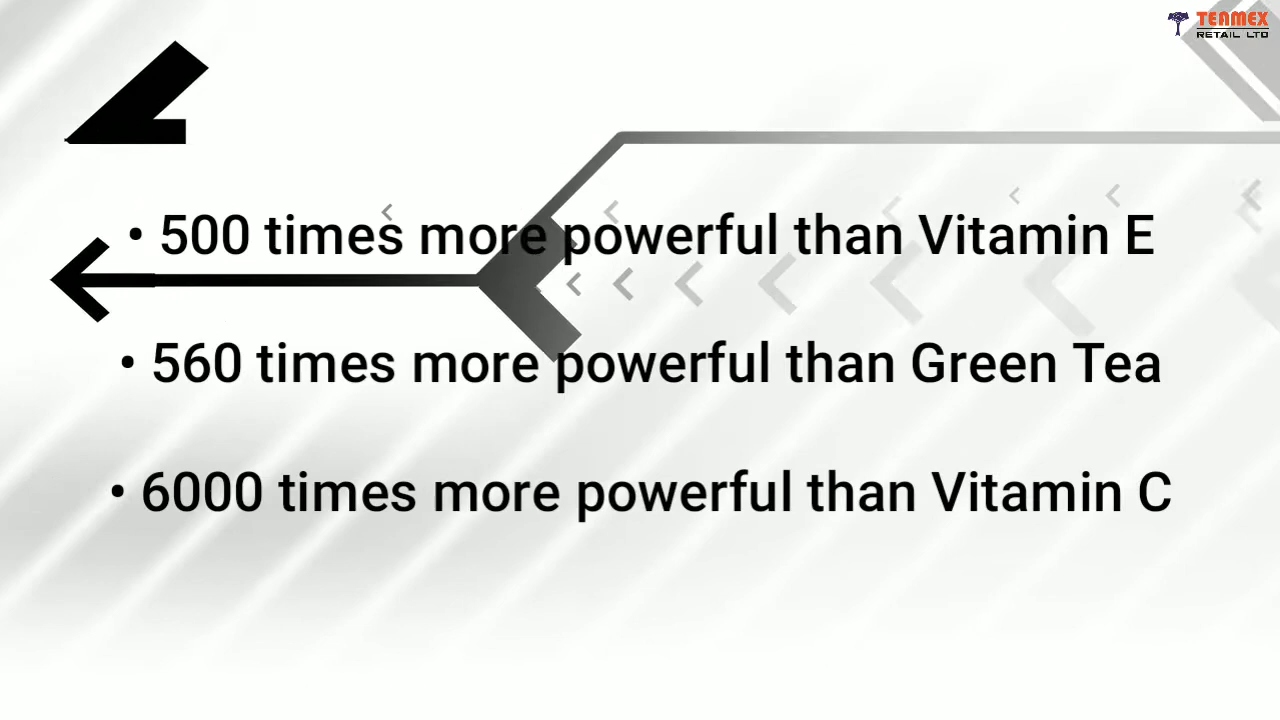 TEAMEX
RETAIL LTD
• 500 times more powerful than Vitamin E
• 560 times more powerful than Green Tea
• 6000 times more powerful than Vitamin C